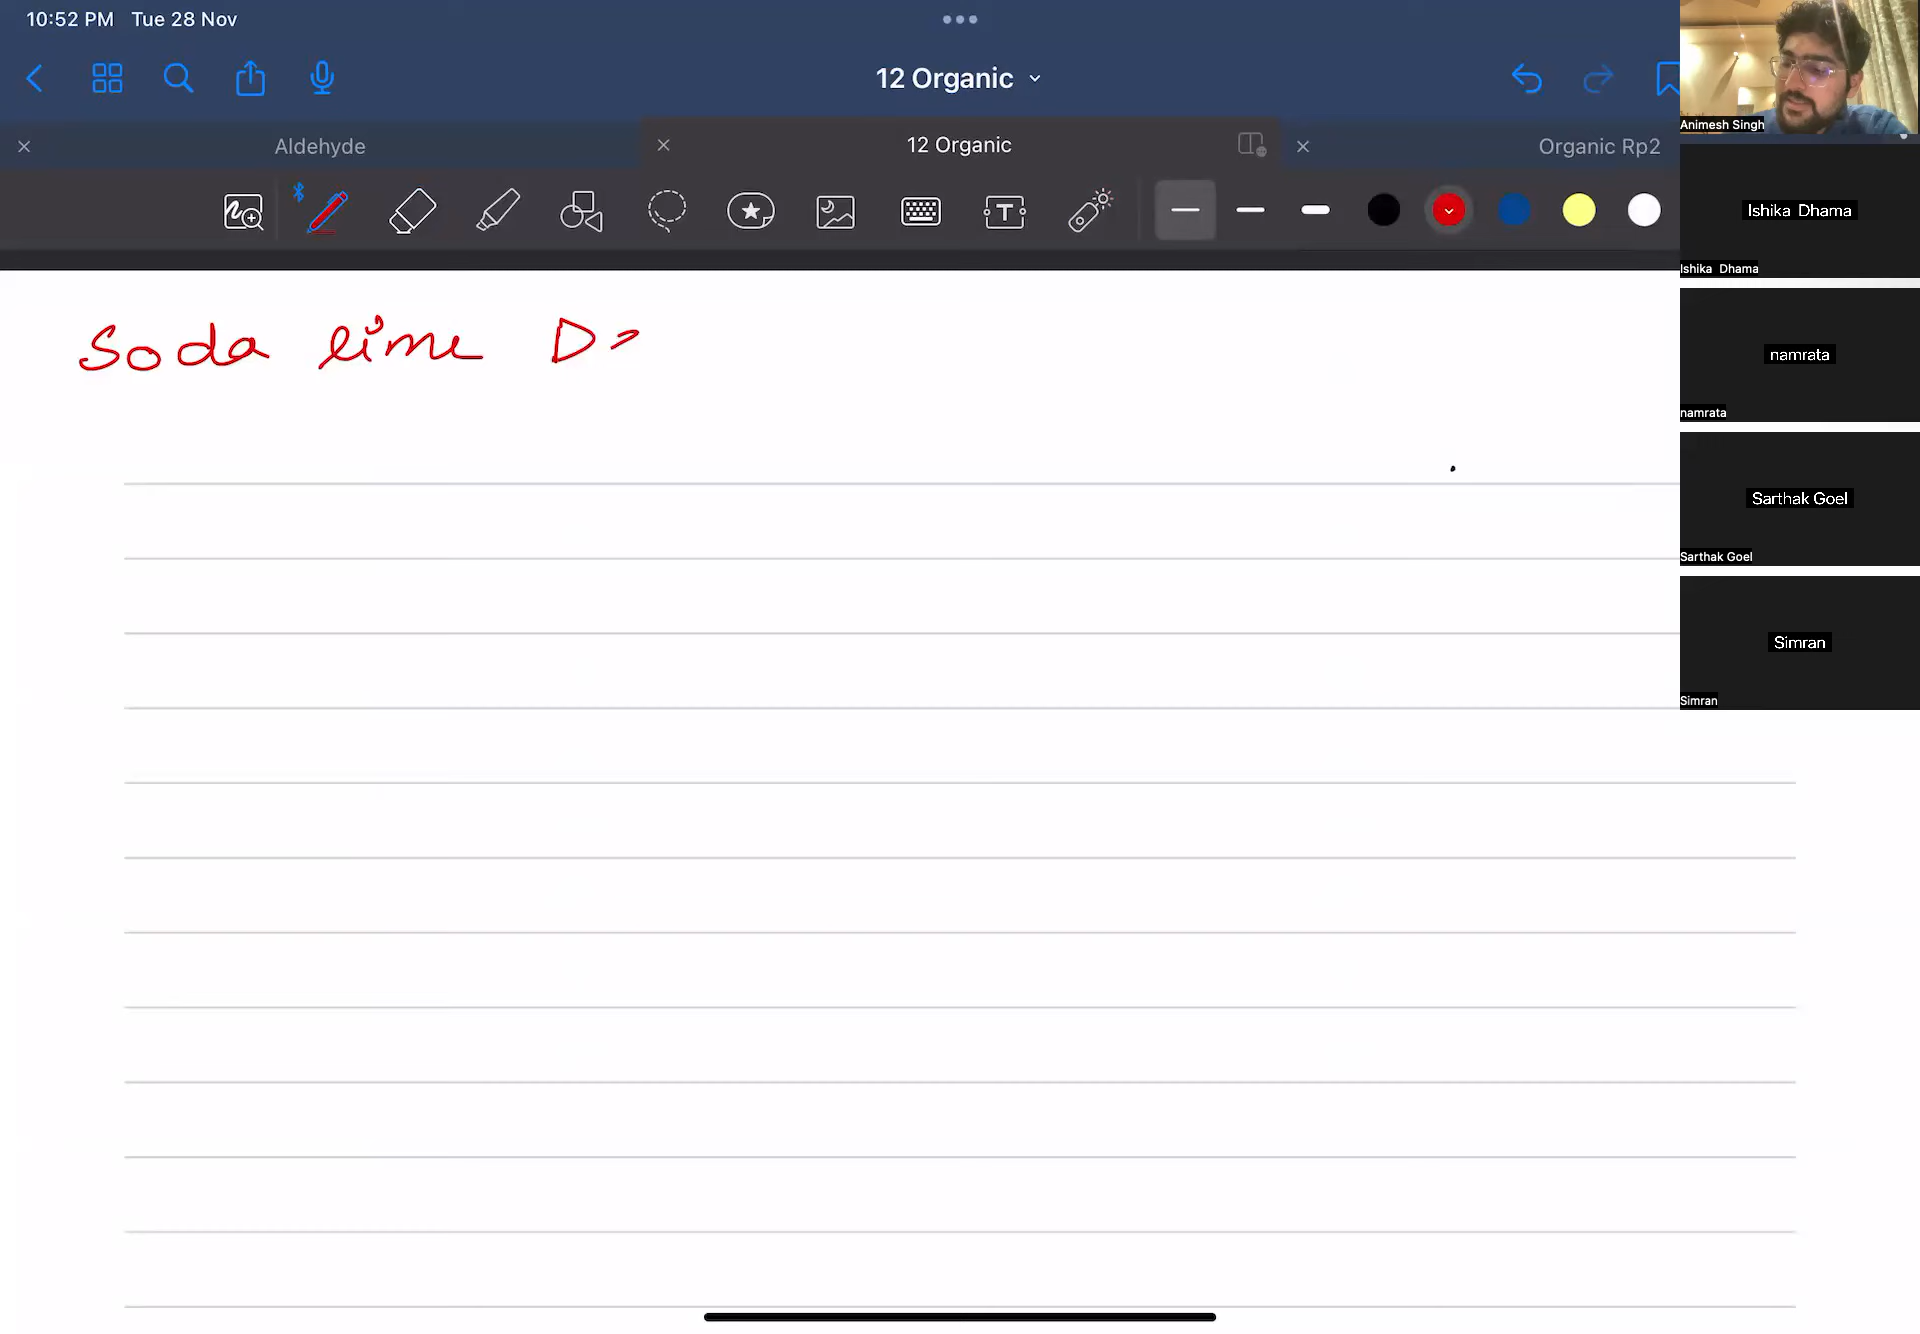 10:52 PM Tue 28 Nov
12 Organic
Aldehyde
12 Organic
Organic Rp2
T
Soda lime D
Animesh Singh
Ishika Dhama
Ishika Dhama
namrata
namrata
Sarthak Goel
Sarthak Goel
Simran
Simran